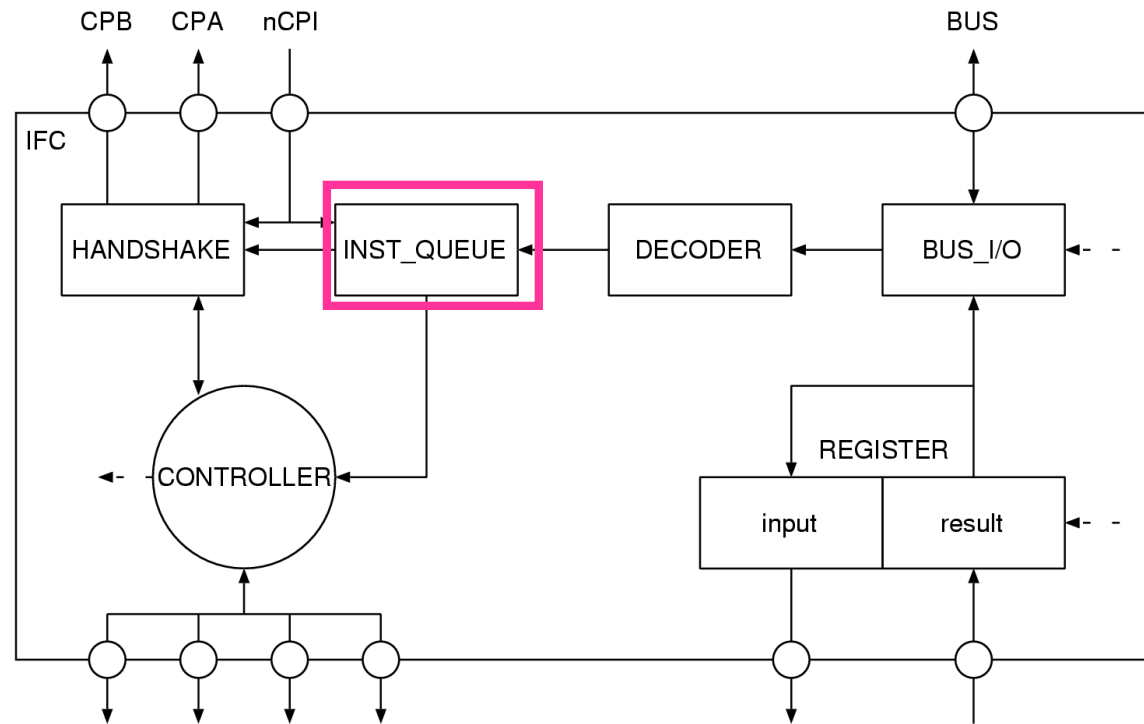 CPB CPA nCPI BUS
IFC
HANDSHAKE INST_QUEUE DECODER BUS_I/O
REGISTER
CONTROLLER
input result